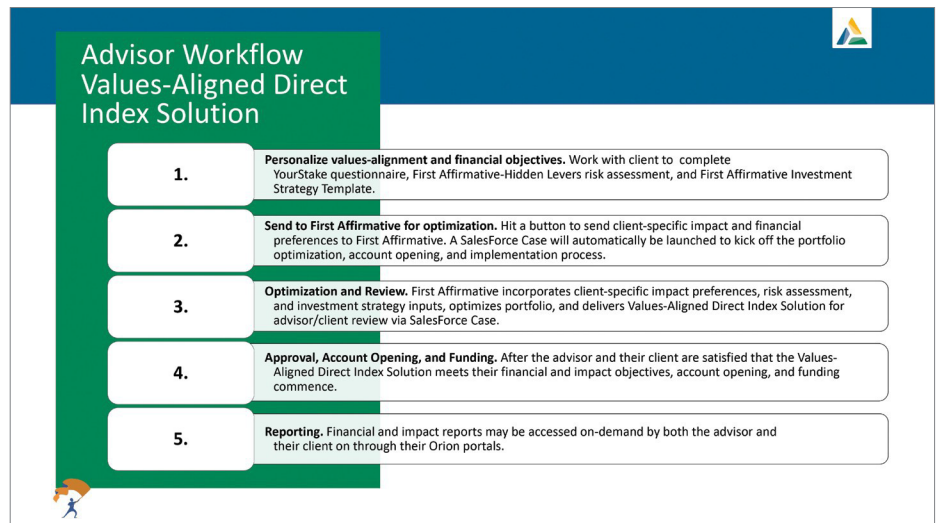 Advisor Workflow
Values-Aligned Direct
Index Solution
1.
Personalize values-alignment and financial objectives. Work with client to complete
YourStake questionnaire, First Affirmative-Hidden Levers risk assessment, and First Affirmative Investment
Strategy Template.
2.
Send to First Affirmative for optimization. Hit a button to send client-specific impact and financial
preferences to First Affirmative. A SalesForce Case will automatically be launched to kick off the portfolio
optimization, account opening, and implementation process.
3.
Optimization and Review. First Affirmative incorporates client-specific impact preferences, risk assessment,
and investment strategy inputs, optimizes portfolio, and delivers Values-Aligned Direct Index Solution for
advisor/client review via SalesForce Case.
4.
Approval, Account Opening, and Funding. After the advisor and their client are satisfied that the Values-
Aligned Direct Index Solution meets their financial and impact objectives, account opening, and funding
commence.
5.
Reporting. Financial and impact reports may be accessed on-demand by both the advisor and
their client on through their Orion portals.